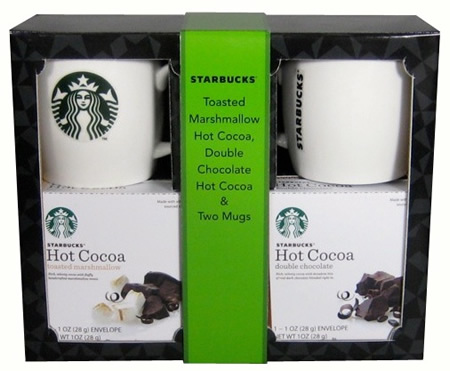 STARBUCKS
STARBUCKS®
Toasted
Marshmallow
Hot Cocoa,
Double
Chocolate
Hot Cocoa
&
Two Mugs
STARBUCKS®
Hot Cocoa
toasted marshmallow
1 OZ (28 g) ENVELOPE
WT 1OZ (28 g)
STARBUCKS®
Hot Cocoa
double chocolate
1 – 1 OZ (28 g) ENVELOPE
NET WT 1OZ (28 g)